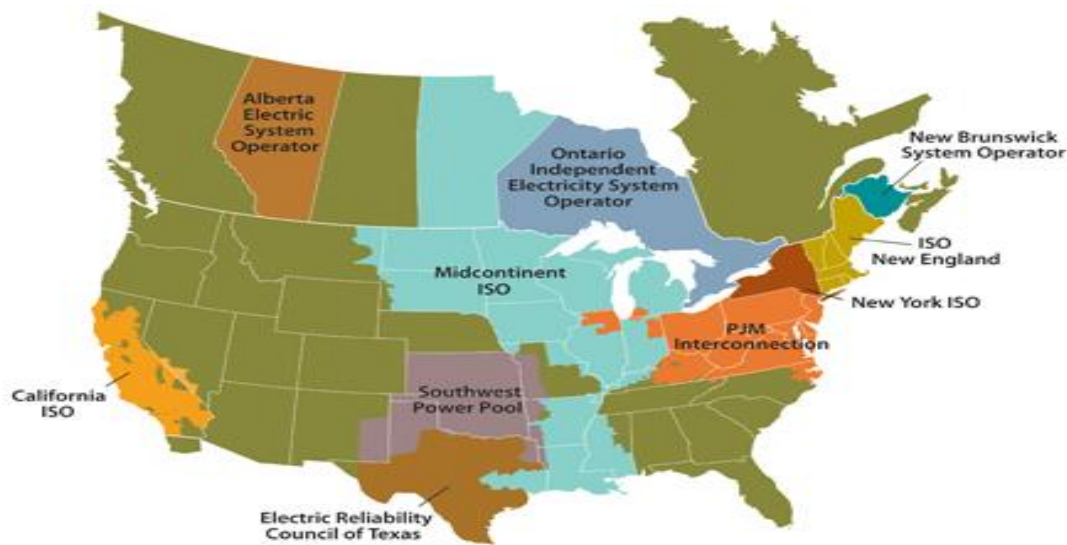 Alberta
Electric
System
Operator
Ontario
Independent
Electricity System
Operator
New Brunswick
System Operator
ISO
New England
New York ISO
Midcontinent
ISO
PJM
Interconnection
California
ISO
Southwest
Power Pool
Electric Reliability
Council of Texas